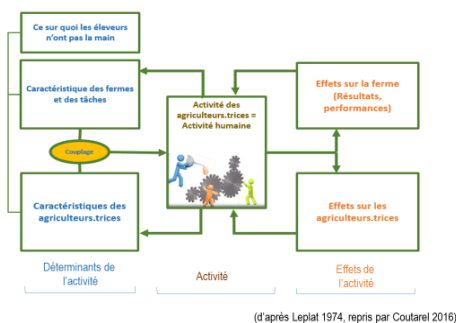 Ce sur quoi les éleveurs
n'ont pas la main
Caractéristique des fermes
et des tâches
Couplage
Caractéristiques des
agriculteurs.trices
Activité des
agriculteurs.trices =
Activité humaine
Effets sur la ferme
(Résultats,
performances)
Effets sur les
agriculteurs.trices
Déterminants de
l'activité
Activité
Effets de
l'activité
(d'après Leplat 1974, repris par Coutarel 2016)